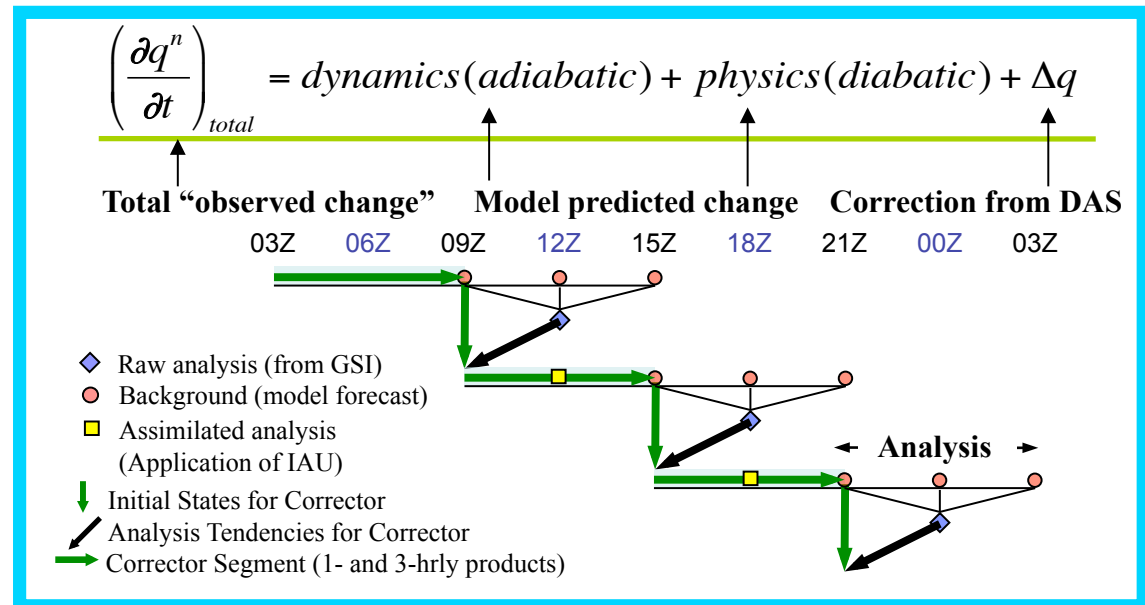 (∂qⁿ/∂t)total = dynamics(adiabatic) + physics(diabatic) + Δq
Total “observed change” Model predicted change Correction from DAS
03Z 06Z 09Z 12Z 15Z 18Z 21Z 00Z 03Z
Raw analysis (from GSI)
Background (model forecast)
Assimilated analysis
(Application of IAU)
Analysis
Initial States for Corrector
Analysis Tendencies for Corrector
Corrector Segment (1- and 3-hrly products)